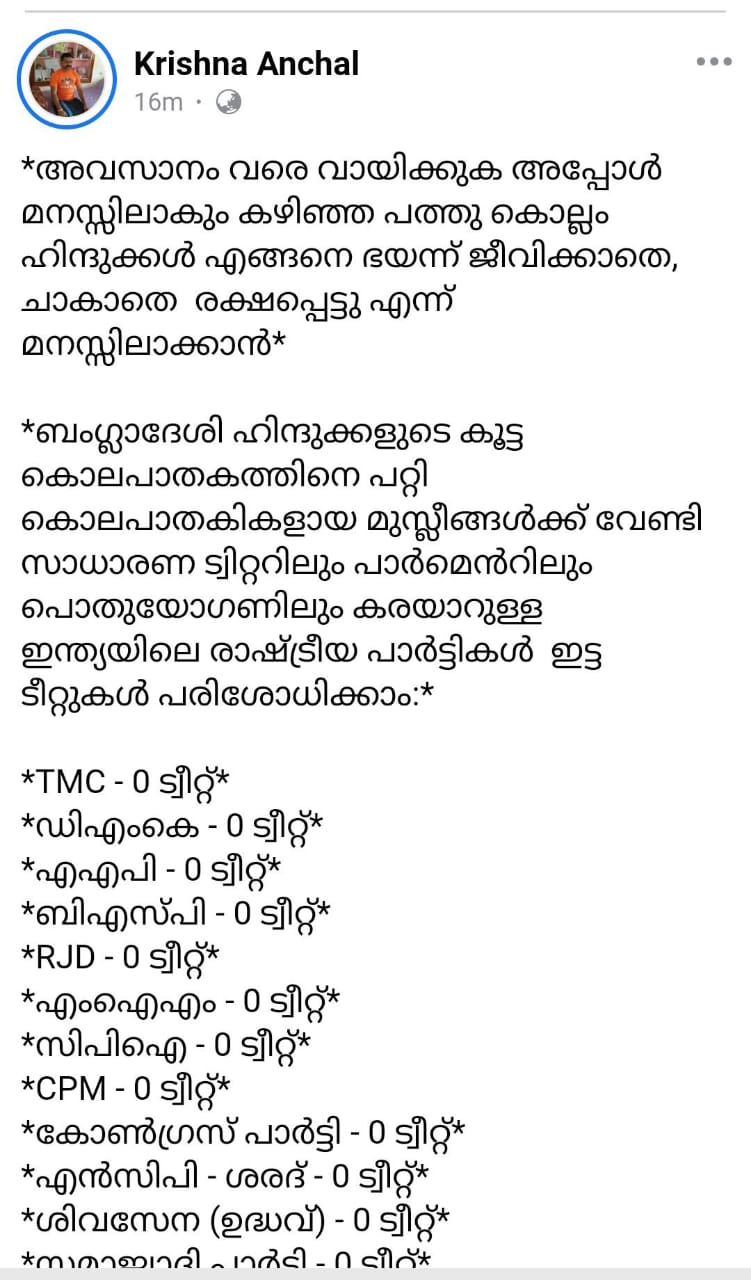 Krishna Anchal
16m ·
*അവസാനം വരെ വായിക്കുക അപ്പോൾ
മനസ്സിലാകും കഴിഞ്ഞ പത്തു കൊല്ലം
ഹിന്ദുക്കൾ എങ്ങനെ ഭയന്ന് ജീവിക്കാതെ,
ചാകാതെ രക്ഷപ്പെട്ടു എന്ന്
മനസ്സിലാക്കാൻ*
*ബംഗ്ലാദേശി ഹിന്ദുക്കളുടെ കൂട്ട
കൊലപാതകത്തിനെ പറ്റി
കൊലപാതകികളായ മുസ്ലീങ്ങൾക്ക് വേണ്ടി
സാധാരണ ട്വിറ്ററിലും പാർമെൻറിലും
പൊതുയോഗണിലും കരയാറുള്ള
ഇന്ത്യയിലെ രാഷ്ട്രീയ പാർട്ടികൾ ഇട്ട
ടീറ്റുകൾ പരിശോധിക്കാം:*
*TMC - 0 ട്വീറ്റ്*
*ഡിഎംകെ - 0 ട്വീറ്റ്*
*എഎപി - 0 ട്വീറ്റ്*
*ബിഎസ്പി - 0 ട്വീറ്റ്*
*RJD - 0 ട്വീറ്റ്*
*എംഐഎം - 0 ട്വീറ്റ്*
*സിപിഐ - 0 ട്വീറ്റ്*
*CPM - 0 ട്വീറ്റ്*
*കോൺഗ്രസ് പാർട്ടി - 0 ട്വീറ്റ്*
*എൻസിപി - ശരദ് - 0 ട്വീറ്റ്*
*ശിവസേന (ഉദ്ധവ്) - 0 ട്വീറ്റ്*
*സമാജ്വാദി പാർട്ടി - 0 ട്വീറ്റ്*